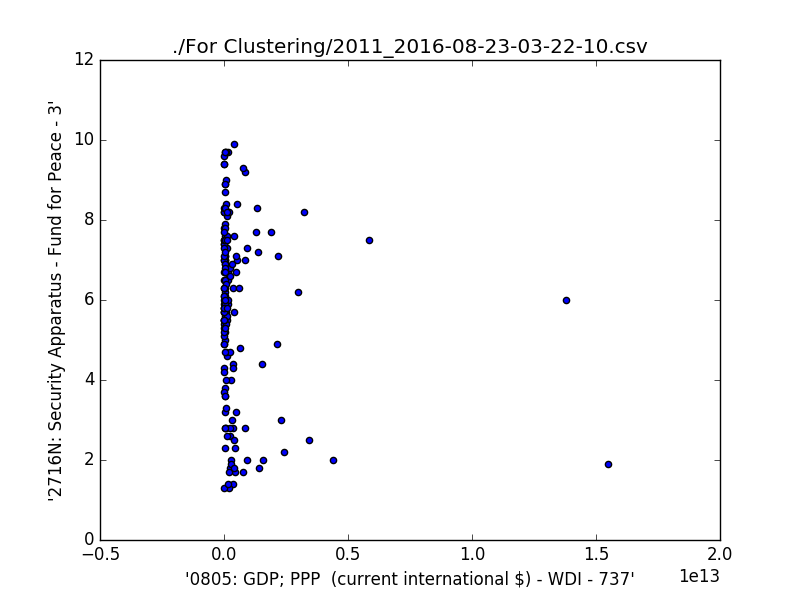 ./For Clustering/2011_2016-08-23-03-22-10.csv
12
10
8
6
4
2
0
'2716N: Security Apparatus - Fund for Peace - 3'
−0.5 0.0 0.5 1.0 1.5 2.0
1e13
'0805: GDP; PPP  (current international $) - WDI - 737'